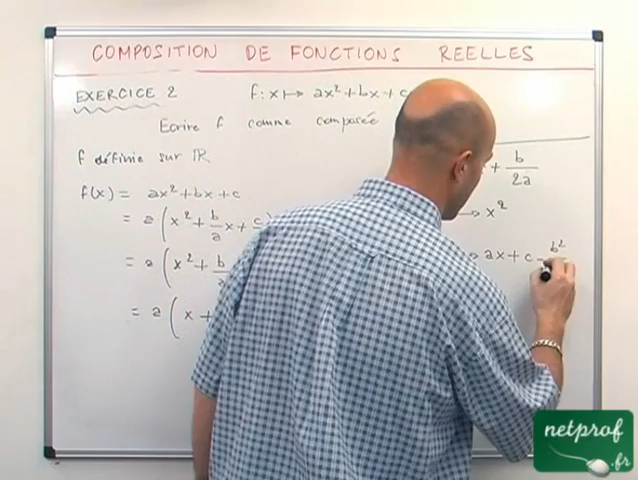 COMPOSITION DE FONCTIONS REELLES
EXERCICE 2 f: x ↦ ax² + bx + c
Ecrire f comme composée
f définie sur ℝ
+ b/2a
f(x) = ax² + bx + c
→ x²
= a ( x² + b/a x + c
→ ax + c - b²
= a ( x² + b
= a ( x +
netprof
.fr